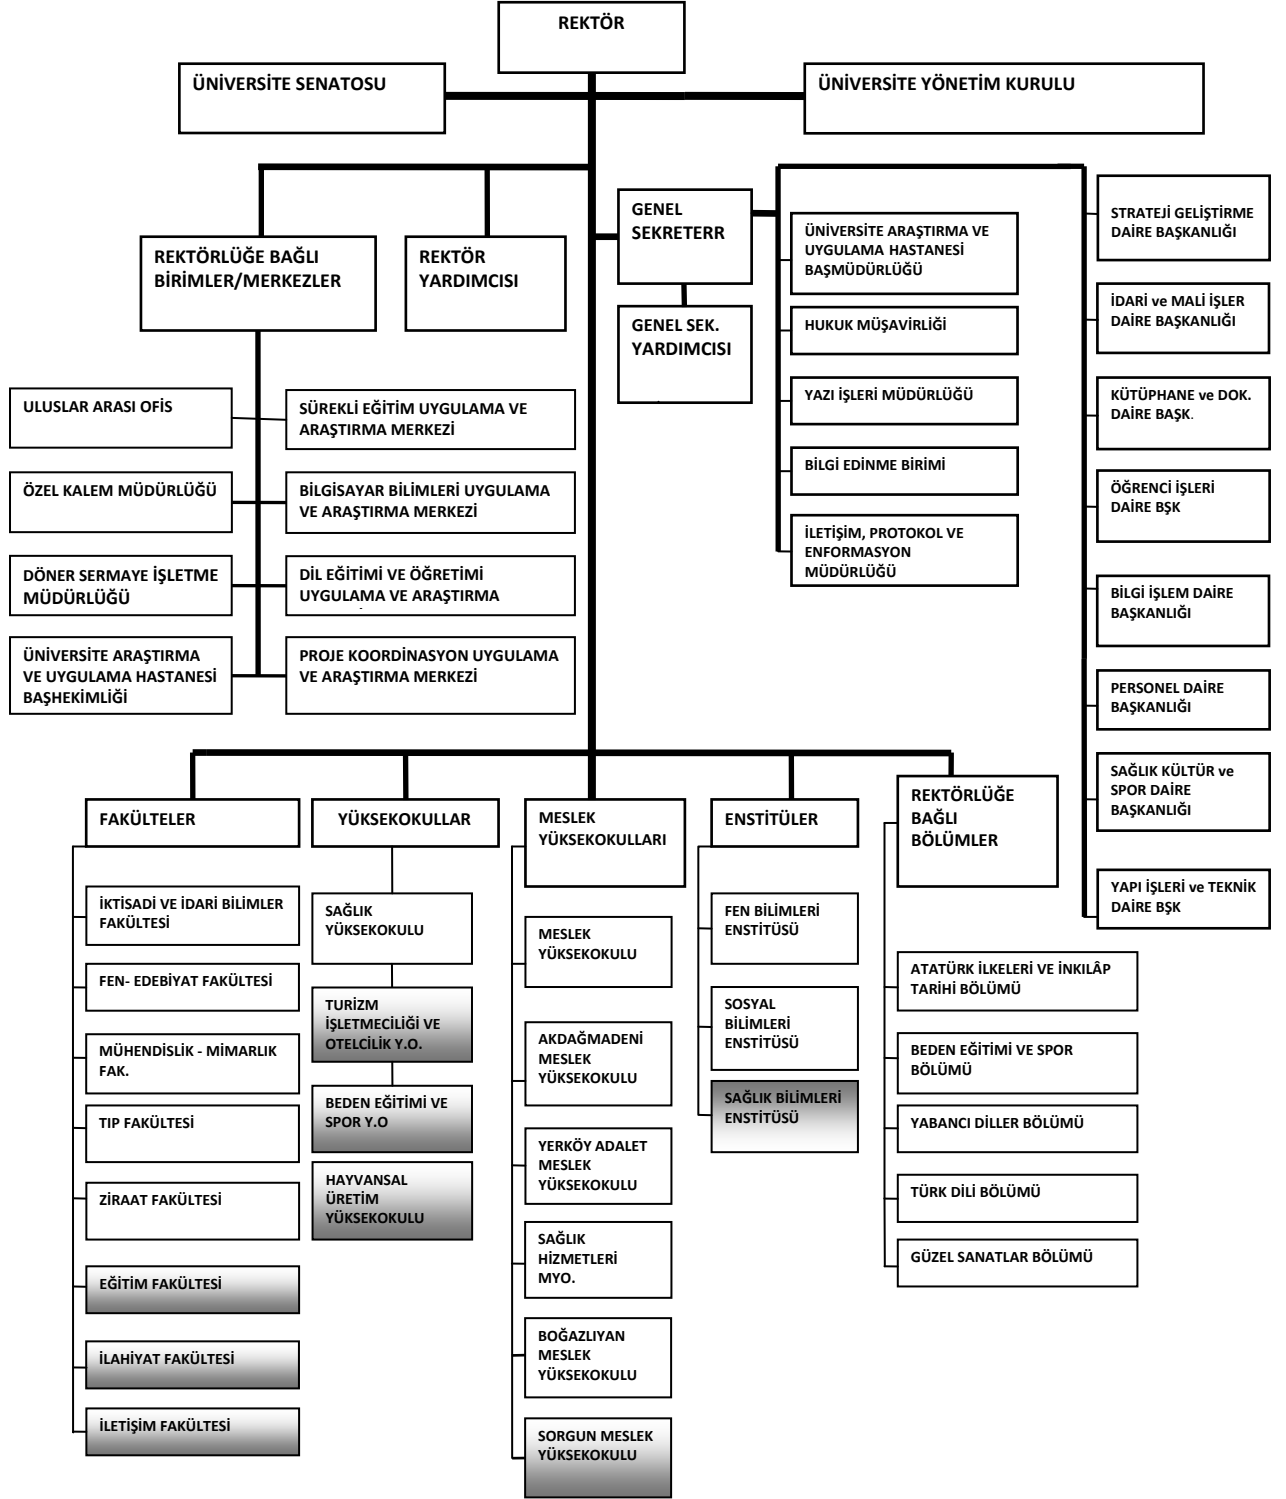 REKTÖR
ÜNİVERSİTE SENATOSU
ÜNİVERSİTE YÖNETİM KURULU
REKTÖRLÜĞE BAĞLI
BİRİMLER/MERKEZLER
REKTÖR
YARDIMCISI
GENEL
SEKRETERR
GENEL SEK.
YARDIMCISI
ÜNİVERSİTE ARAŞTIRMA VE
UYGULAMA HASTANESİ
BAŞMÜDÜRLÜĞÜ
HUKUK MÜŞAVİRLİĞİ
YAZI İŞLERİ MÜDÜRLÜĞÜ
BİLGİ EDİNME BİRİMİ
İLETİŞİM, PROTOKOL VE
ENFORMASYON
MÜDÜRLÜĞÜ
STRATEJİ GELİŞTİRME
DAİRE BAŞKANLIĞI
İDARİ ve MALİ İŞLER
DAİRE BAŞKANLIĞI
KÜTÜPHANE ve DOK.
DAİRE BAŞK.
ÖĞRENCİ İŞLERİ
DAİRE BŞK
BİLGİ İŞLEM DAİRE
BAŞKANLIĞI
PERSONEL DAİRE
BAŞKANLIĞI
SAĞLIK KÜLTÜR ve
SPOR DAİRE
BAŞKANLIĞI
YAPI İŞLERİ ve TEKNİK
DAİRE BŞK
ULUSLAR ARASI OFİS
SÜREKLİ EĞİTİM UYGULAMA VE
ARAŞTIRMA MERKEZİ
ÖZEL KALEM MÜDÜRLÜĞÜ
BİLGİSAYAR BİLİMLERİ UYGULAMA
VE ARAŞTIRMA MERKEZİ
DÖNER SERMAYE İŞLETME
MÜDÜRLÜĞÜ
DİL EĞİTİMİ VE ÖĞRETİMİ
UYGULAMA VE ARAŞTIRMA
ÜNİVERSİTE ARAŞTIRMA
VE UYGULAMA HASTANESİ
BAŞHEKİMLİĞİ
PROJE KOORDİNASYON UYGULAMA
VE ARAŞTIRMA MERKEZİ
FAKÜLTELER
İKTİSADİ VE İDARİ BİLİMLER
FAKÜLTESİ
FEN- EDEBİYAT FAKÜLTESİ
MÜHENDİSLİK - MİMARLIK
FAK.
TIP FAKÜLTESİ
ZİRAAT FAKÜLTESİ
EĞİTİM FAKÜLTESİ
İLAHİYAT FAKÜLTESİ
İLETİŞİM FAKÜLTESİ
YÜKSEKOKULLAR
SAĞLIK
YÜKSEKOKULU
TURİZM
İŞLETMECİLİĞİ VE
OTELCİLİK Y.O.
BEDEN EĞİTİMİ VE
SPOR Y.O
HAYVANSAL
ÜRETİM
YÜKSEKOKULU
MESLEK
YÜKSEKOKULLARI
MESLEK
YÜKSEKOKULU
AKDAĞMADENİ
MESLEK
YÜKSEKOKULU
YERKÖY ADALET
MESLEK
YÜKSEKOKULU
SAĞLIK
HİZMETLERİ
MYO.
BOĞAZLIYAN
MESLEK
YÜKSEKOKULU
SORGUN MESLEK
YÜKSEKOKULU
ENSTİTÜLER
FEN BİLİMLERİ
ENSTİTÜSÜ
SOSYAL
BİLİMLERİ
ENSTİTÜSÜ
SAĞLIK BİLİMLERİ
ENSTİTÜSÜ
REKTÖRLÜĞE
BAĞLI
BÖLÜMLER
ATATÜRK İLKELERİ VE İNKILÂP
TARİHİ BÖLÜMÜ
BEDEN EĞİTİMİ VE SPOR
BÖLÜMÜ
YABANCI DİLLER BÖLÜMÜ
TÜRK DİLİ BÖLÜMÜ
GÜZEL SANATLAR BÖLÜMÜ